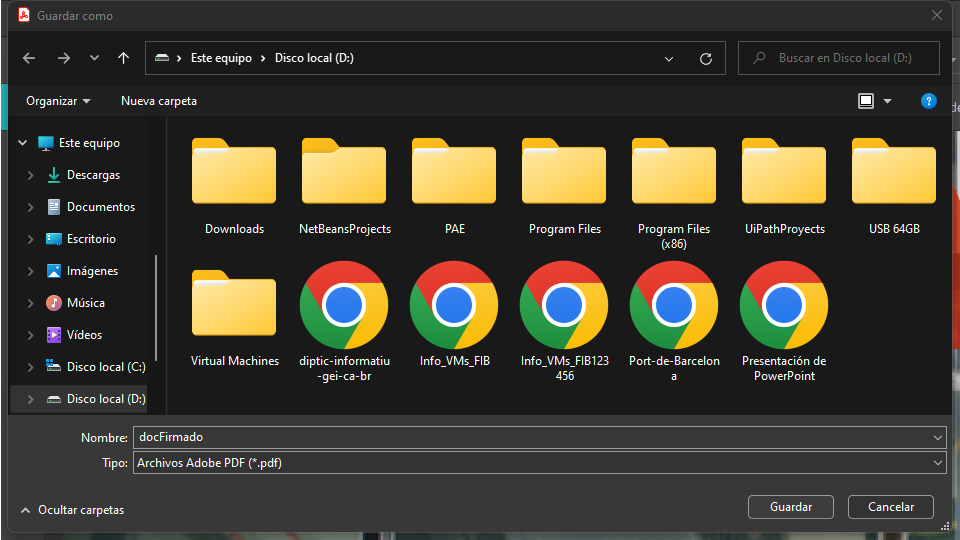 Guardar como
Este equipo
Disco local (D:)
Buscar en Disco local (D:)
Organizar
Nueva carpeta
?
Este equipo
Descargas
Documentos
Escritorio
Imágenes
Música
Vídeos
Disco local (C:)
Disco local (D:)
Downloads
NetBeansProjects
PAE
Program Files
Program Files
(x86)
UiPathProyects
USB 64GB
Virtual Machines
diptic-informatiu
-gei-ca-br
Info_VMs_FIB
Info_VMs_FIB123
456
Port-de-Barcelon
a
Presentación de
PowerPoint
Nombre:
docFirmado
Tipo:
Archivos Adobe PDF (*.pdf)
Ocultar carpetas
Guardar
Cancelar